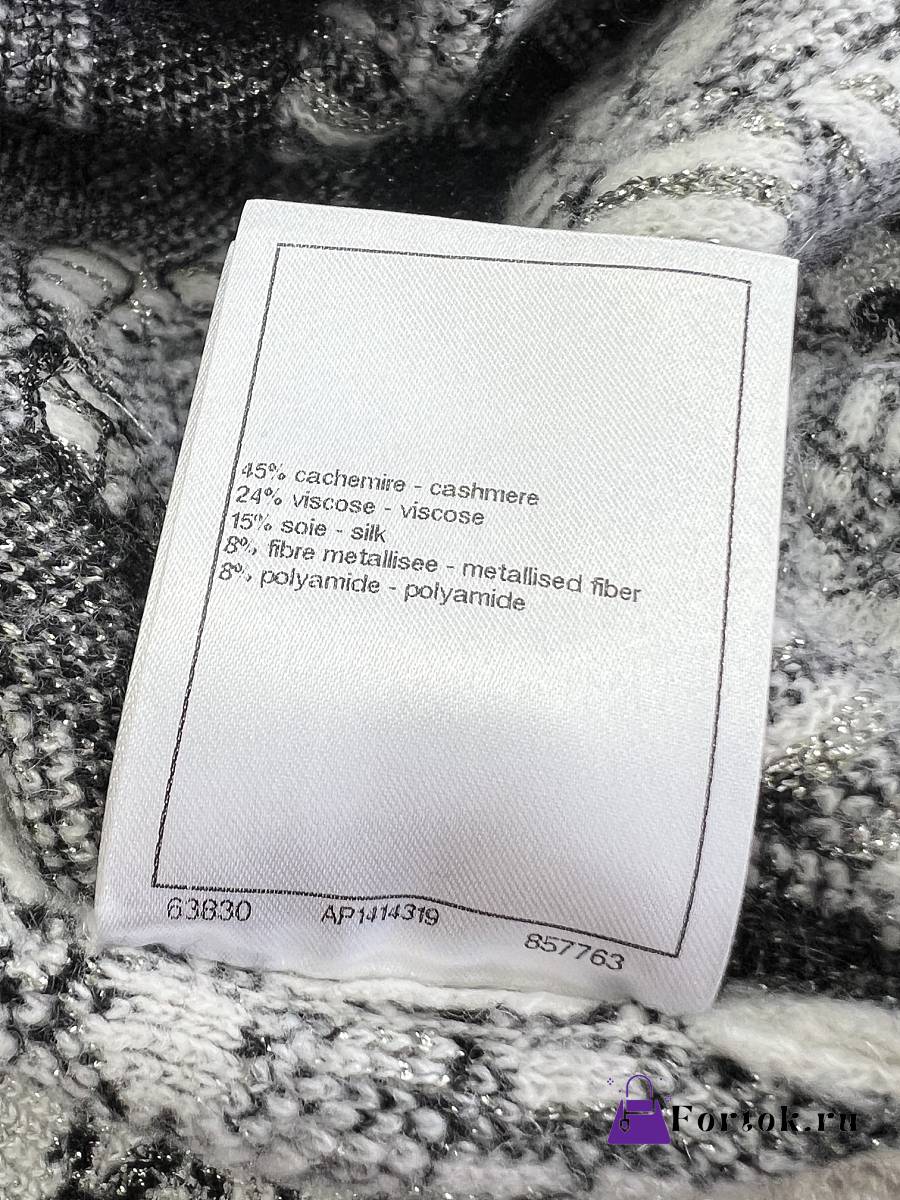 45% cachemire - cashmere
24% viscose - viscose
15% soie - silk
8% fibre metallisee - metallised fiber
8% polyamide - polyamide
63830 AP1414319 857763
Fortok.ru